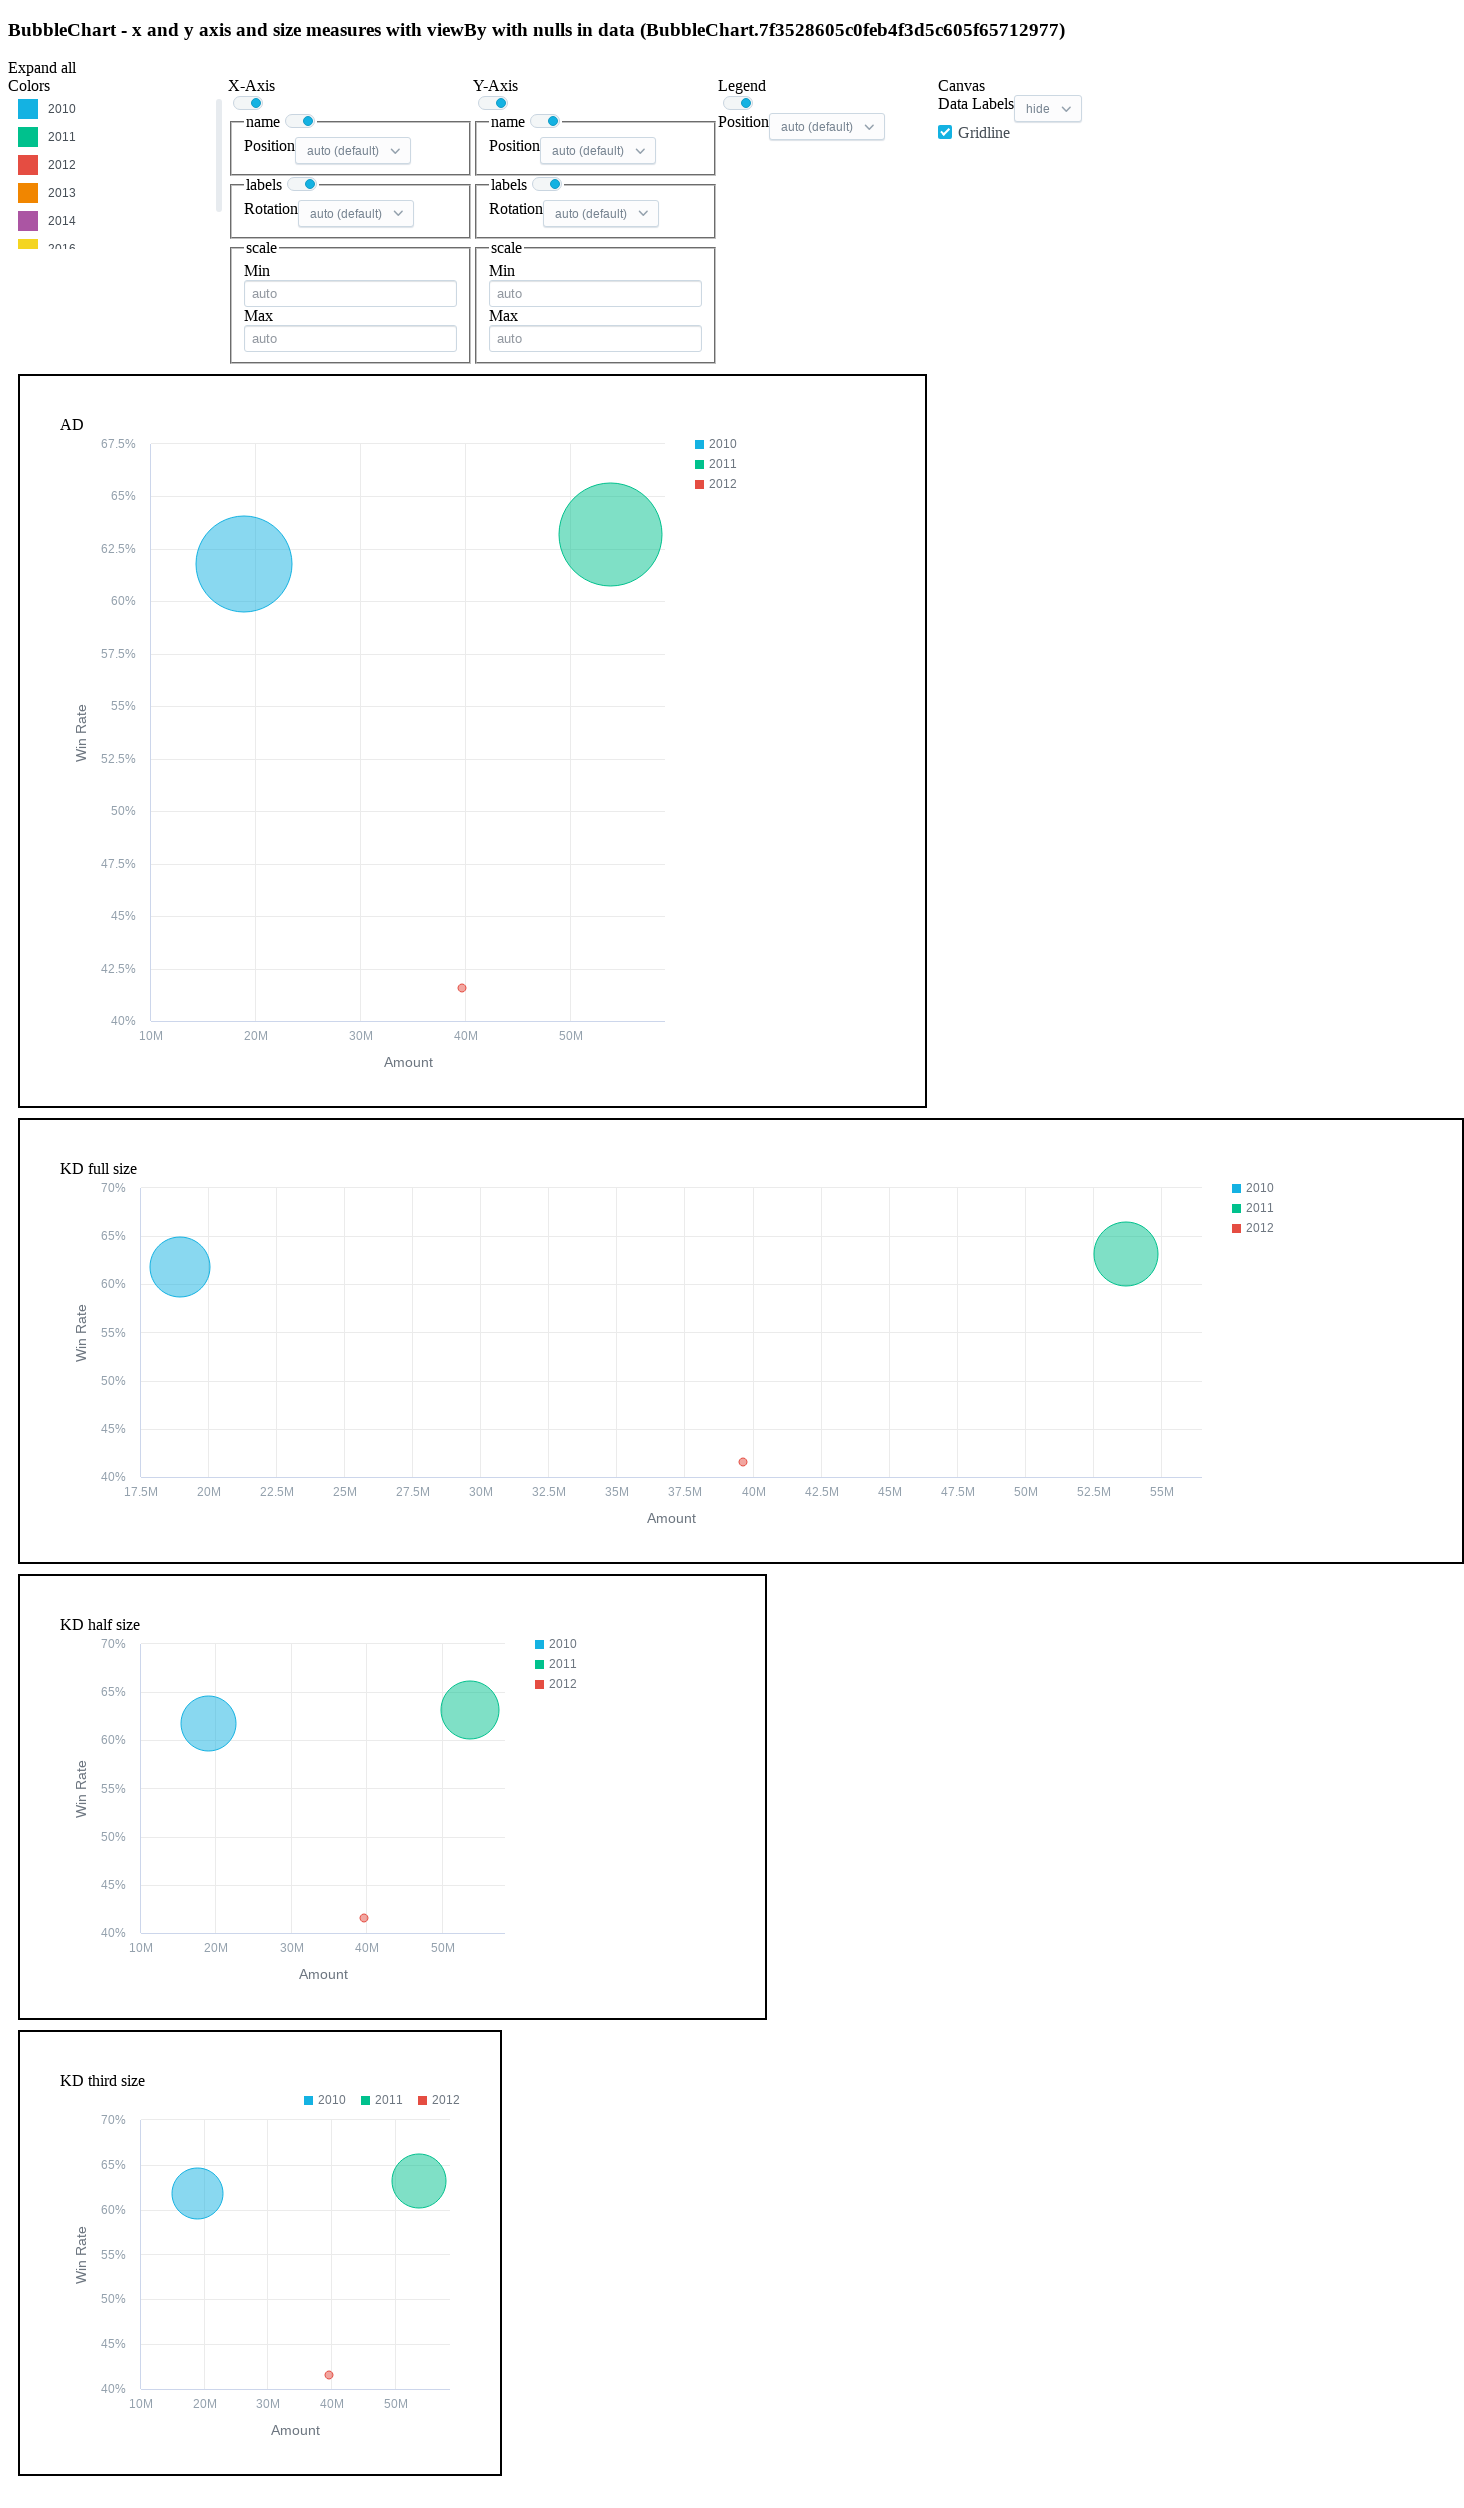 BubbleChart - x and y axis and size measures with viewBy with nulls in data (BubbleChart.7f3528605c0feb4f3d5c605f65712977)
Expand all
Colors
2010
2011
2012
2013
2014
2016
X-Axis
name
Position auto (default)
labels
Rotation auto (default)
scale
Min
auto
Max
auto
Y-Axis
name
Position auto (default)
labels
Rotation auto (default)
scale
Min
auto
Max
auto
Legend
Position auto (default)
Canvas
Data Labels hide
Gridline
AD
67.5%
65%
62.5%
60%
57.5%
55%
52.5%
50%
47.5%
45%
42.5%
40%
Win Rate
10M 20M 30M 40M 50M
Amount
2010
2011
2012
KD full size
70%
65%
60%
55%
50%
45%
40%
Win Rate
17.5M 20M 22.5M 25M 27.5M 30M 32.5M 35M 37.5M 40M 42.5M 45M 47.5M 50M 52.5M 55M
Amount
2010
2011
2012
KD half size
70%
65%
60%
55%
50%
45%
40%
Win Rate
10M 20M 30M 40M 50M
Amount
2010
2011
2012
KD third size
2010 2011 2012
70%
65%
60%
55%
50%
45%
40%
Win Rate
10M 20M 30M 40M 50M
Amount